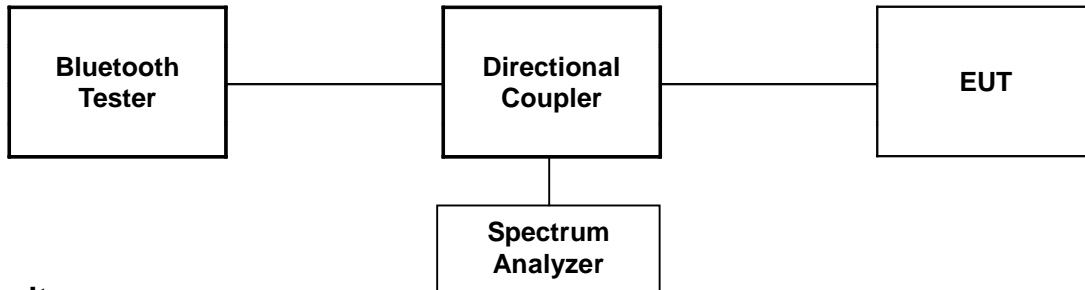 Bluetooth
Tester
Directional
Coupler
EUT
Spectrum
Analyzer